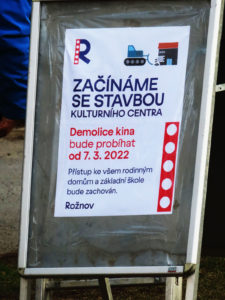 R
ZAČÍNÁME
SE STAVBOU
KULTURNÍHO CENTRA
Demolice kina
bude probíhat
od 7. 3. 2022
Přístup ke všem rodinným
domům a základní škole
bude zachován.
Rožnov